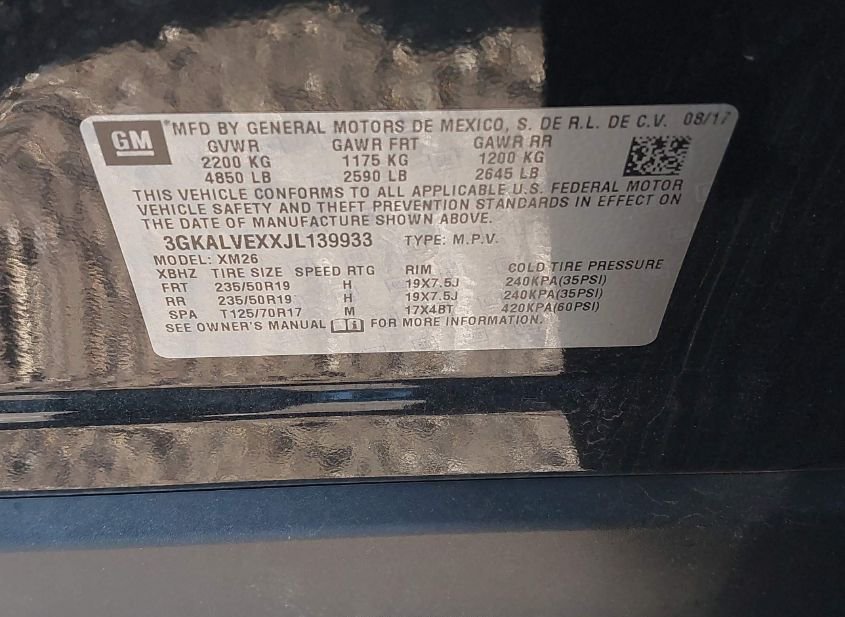 GM
*MFD BY GENERAL MOTORS DE MEXICO, S. DE R.L. DE C.V. 08/17
GVWR GAWR FRT GAWR RR
2200 KG 1175 KG 1200 KG
4850 LB 2590 LB 2645 LB
THIS VEHICLE CONFORMS TO ALL APPLICABLE U.S. FEDERAL MOTOR
VEHICLE SAFETY AND THEFT PREVENTION STANDARDS IN EFFECT ON
THE DATE OF MANUFACTURE SHOWN ABOVE.
3GKALVEXXJL139933 TYPE: M.P.V.
MODEL: XM26
XBHZ TIRE SIZE SPEED RTG RIM COLD TIRE PRESSURE
FRT 235/50R19 H 19X7.5J 240KPA(35PSI)
RR 235/50R19 H 19X7.5J 240KPA(35PSI)
SPA T125/70R17 M 17X4BT 420KPA(60PSI)
SEE OWNER'S MANUAL FOR MORE INFORMATION.